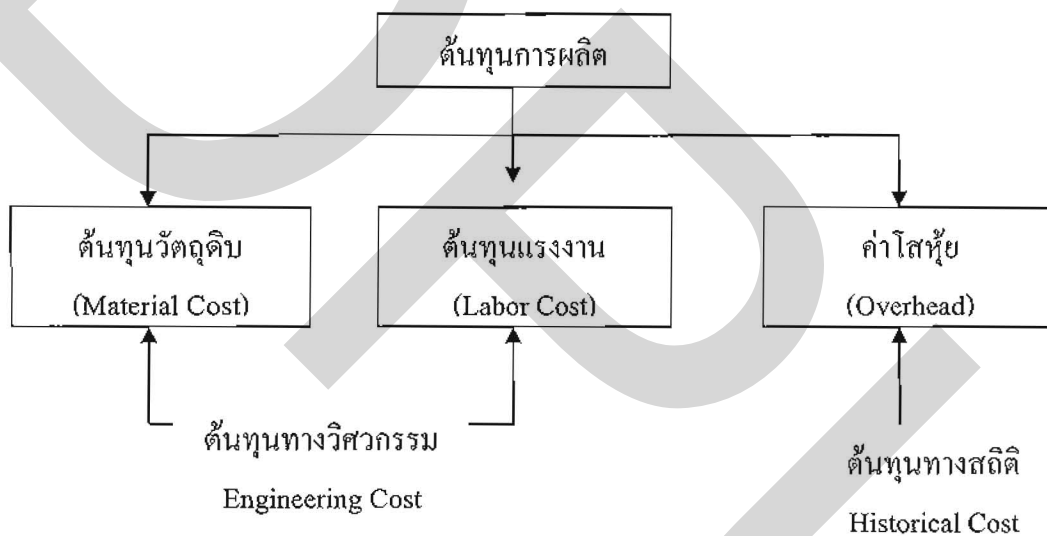 ต้นทุนการผลิต
ต้นทุนวัตถุดิบ
(Material Cost)
ต้นทุนแรงงาน
(Labor Cost)
ค่าโสหุ้ย
(Overhead)
ต้นทุนทางวิศวกรรม
Engineering Cost
ต้นทุนทางสถิติ
Historical Cost